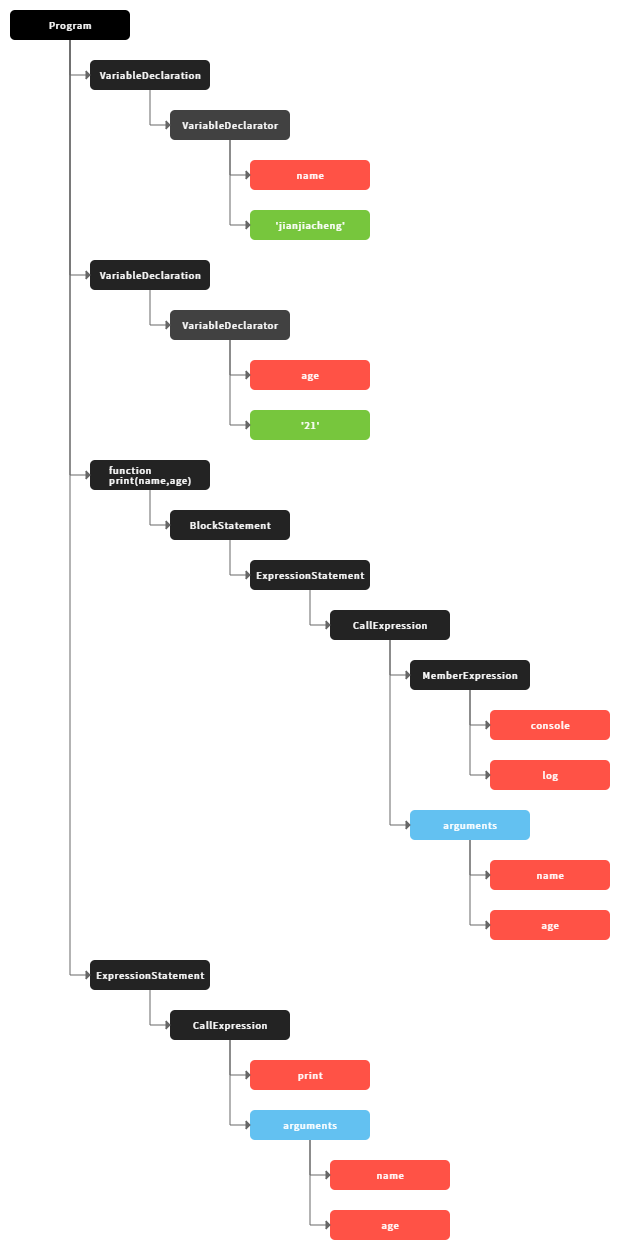 Program
VariableDeclaration
VariableDeclarator
name
'jianjiacheng'
VariableDeclaration
VariableDeclarator
age
'21'
function
print(name,age)
BlockStatement
ExpressionStatement
CallExpression
MemberExpression
console
log
arguments
name
age
ExpressionStatement
CallExpression
print
arguments
name
age